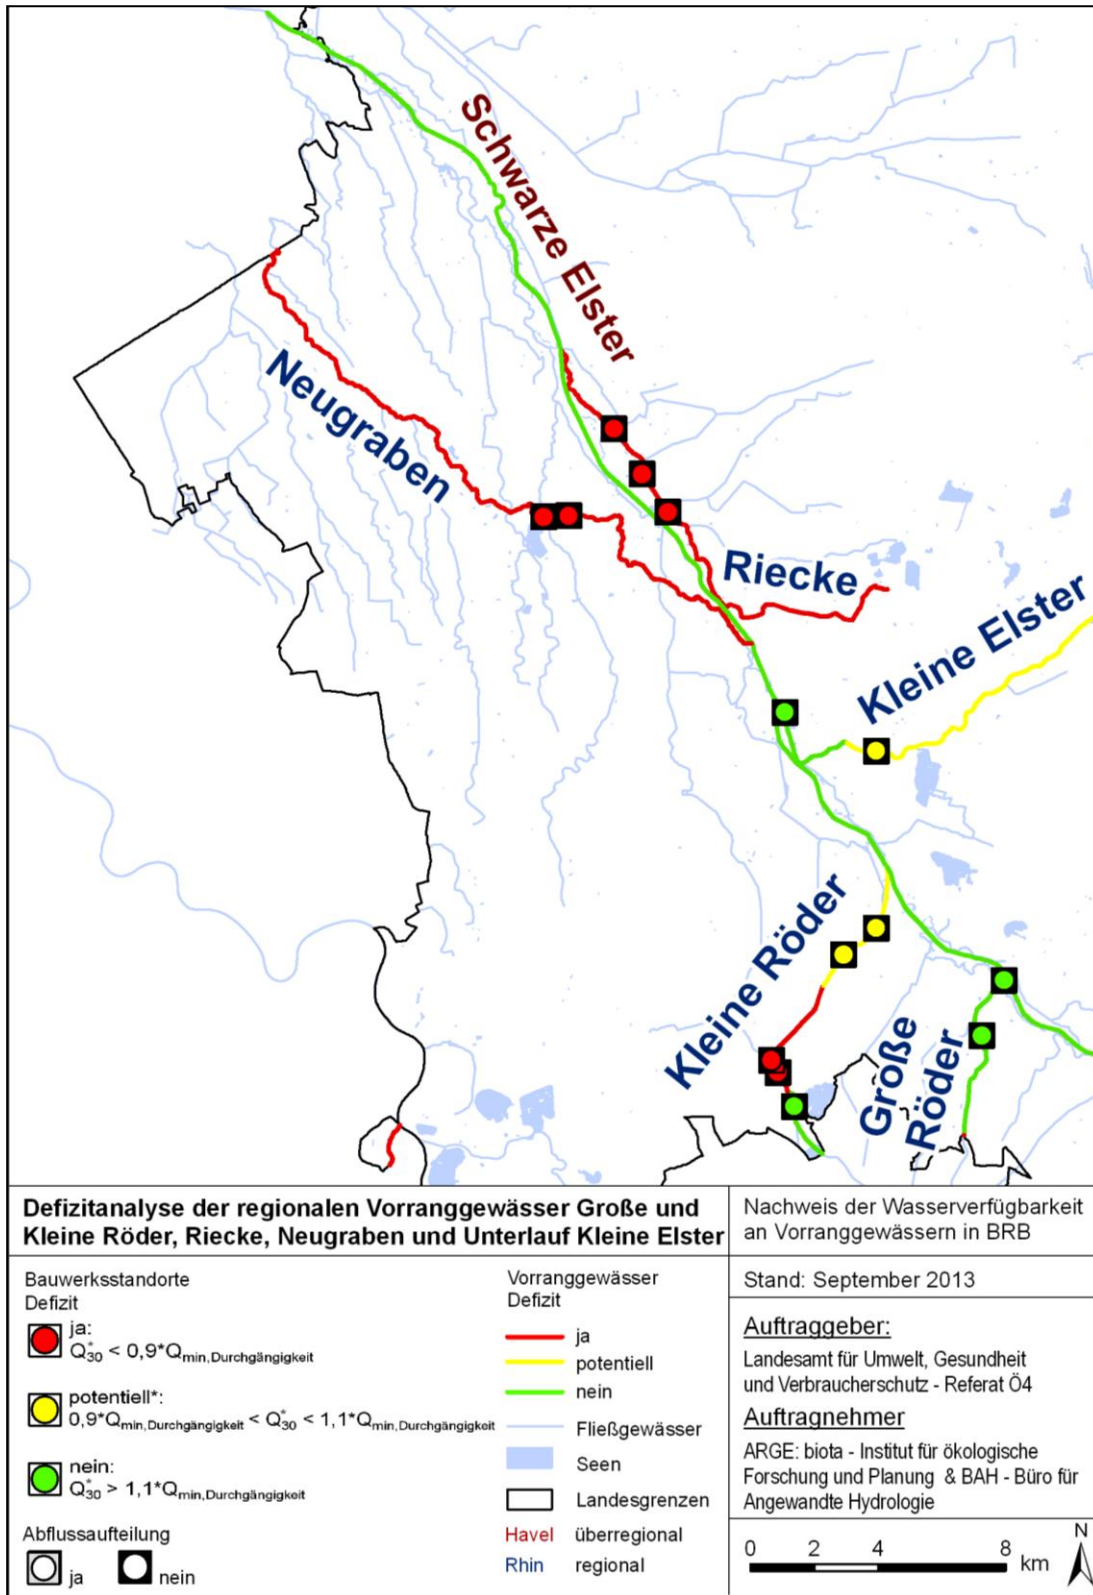 Schwarze Elster
Neugraben
Riecke
Kleine Elster
Kleine Röder
Große
Röder
Defizitanalyse der regionalen Vorranggewässer Große und
Kleine Röder, Riecke, Neugraben und Unterlauf Kleine Elster
Nachweis der Wasserverfügbarkeit
an Vorranggewässern in BRB
Bauwerksstandorte
Defizit
ja:
Q*30 < 0,9*Qmin,Durchgängigkeit
potentiell*:
0,9*Qmin,Durchgängigkeit < Q*30 < 1,1*Qmin,Durchgängigkeit
nein:
Q*30 > 1,1*Qmin,Durchgängigkeit
Abflussaufteilung
ja nein
Vorranggewässer
Defizit
ja
potentiell
nein
Fließgewässer
Seen
Landesgrenzen
Havel überregional
Rhin regional
Stand: September 2013
Auftraggeber:
Landesamt für Umwelt, Gesundheit
und Verbraucherschutz - Referat Ö4
Auftragnehmer
ARGE: biota - Institut für ökologische
Forschung und Planung & BAH - Büro für
Angewandte Hydrologie
0 2 4 8 km
N